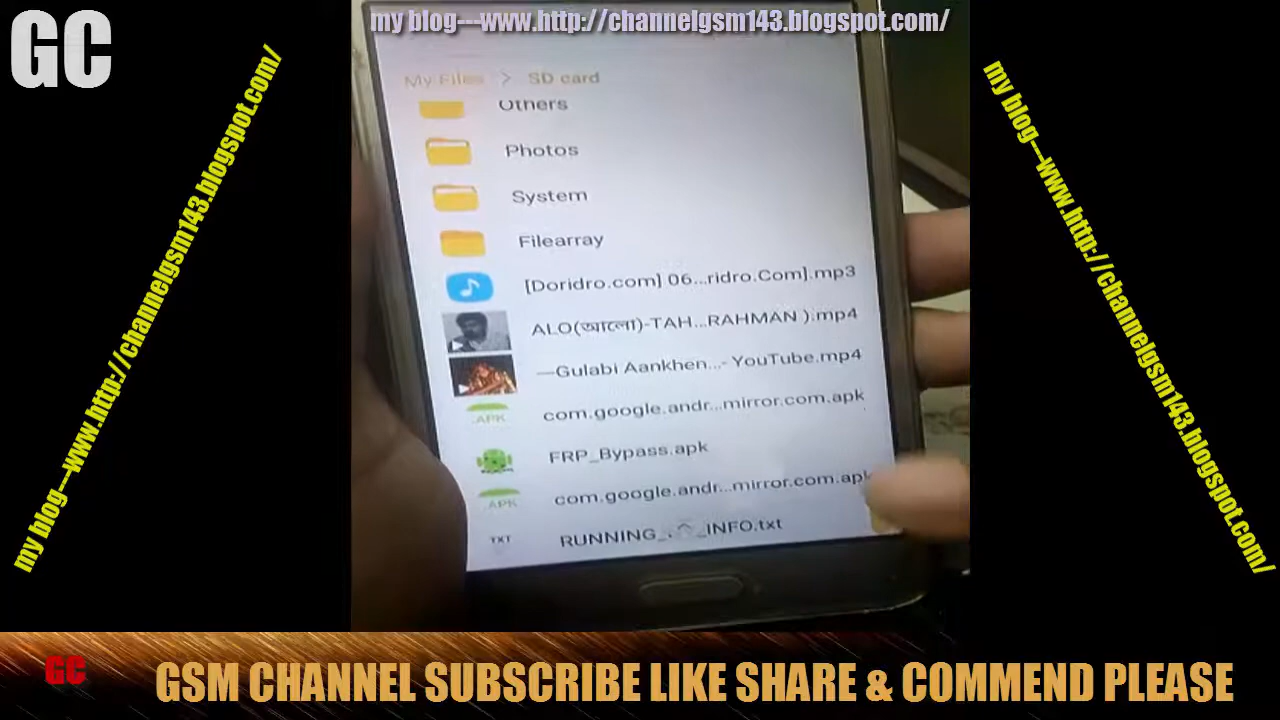 GC
my blog---www.http://channelgsm143.blogspot.com/
my blog---www.http://channelgsm143.blogspot.com/
my blog---www.http://channelgsm143.blogspot.com/
My Files > SD card
Others
Photos
System
Filearray
[Doridro.com] 06...ridro.Com].mp3
ALO(আলো)-TAH...RAHMAN ).mp4
—Gulabi Aankhen...- YouTube.mp4
.APK com.google.andr...mirror.com.apk
FRP_Bypass.apk
.APK com.google.andr...mirror.com.apk
TXT RUNNING_ _INFO.txt
GC
GSM CHANNEL SUBSCRIBE LIKE SHARE & COMMEND PLEASE